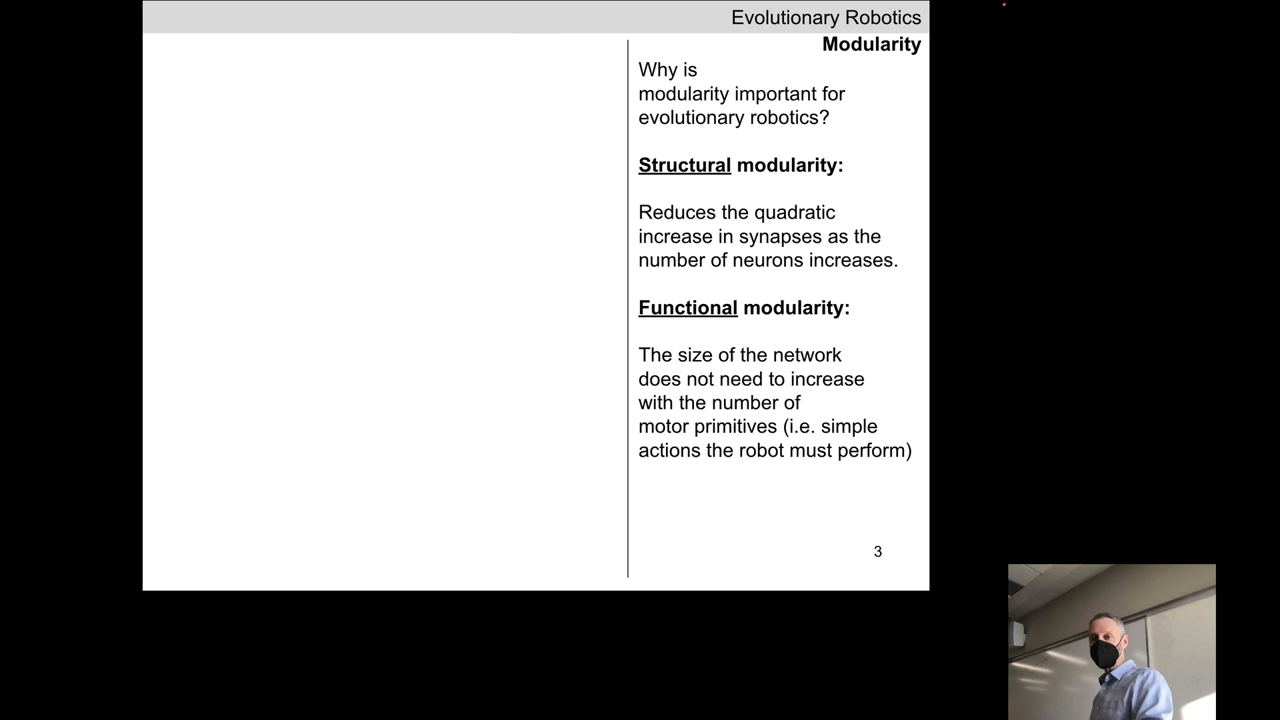 Evolutionary Robotics
Modularity
Why is
modularity important for
evolutionary robotics?
Structural modularity:
Reduces the quadratic
increase in synapses as the
number of neurons increases.
Functional modularity:
The size of the network
does not need to increase
with the number of
motor primitives (i.e. simple
actions the robot must perform)
3